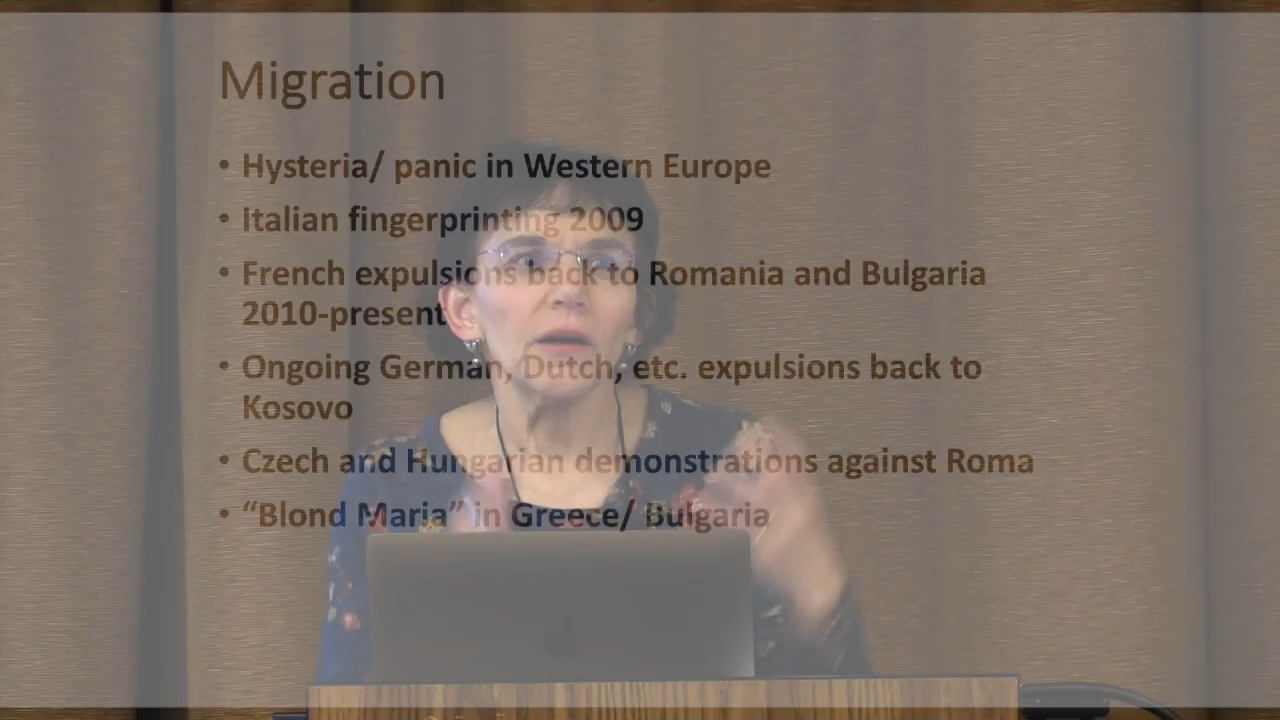 Migration
• Hysteria/ panic in Western Europe
• Italian fingerprinting 2009
• French expulsions back to Romania and Bulgaria
2010-present
• Ongoing German, Dutch, etc. expulsions back to
Kosovo
• Czech and Hungarian demonstrations against Roma
• “Blond Maria” in Greece/ Bulgaria